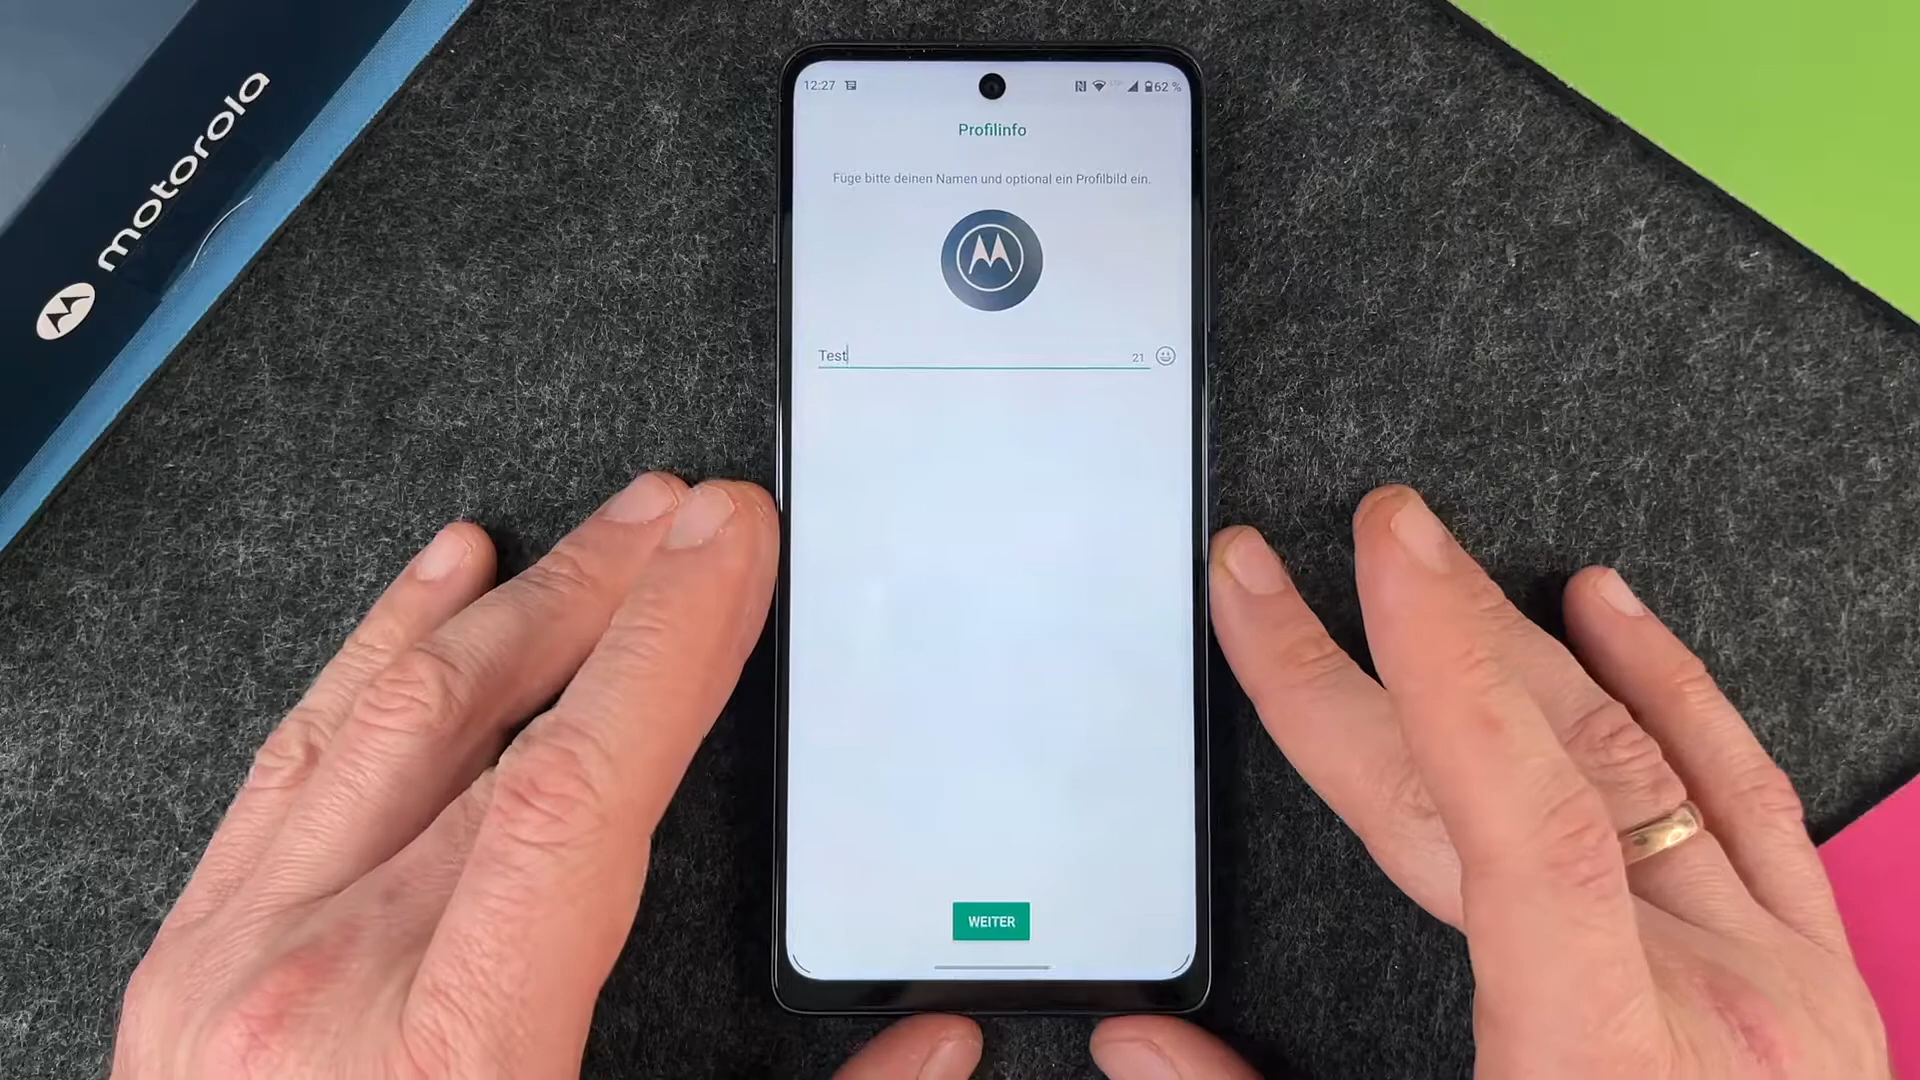 motorola
12:27
62 %
Profilinfo
Füge bitte deinen Namen und optional ein Profilbild ein.
Test
21
WEITER